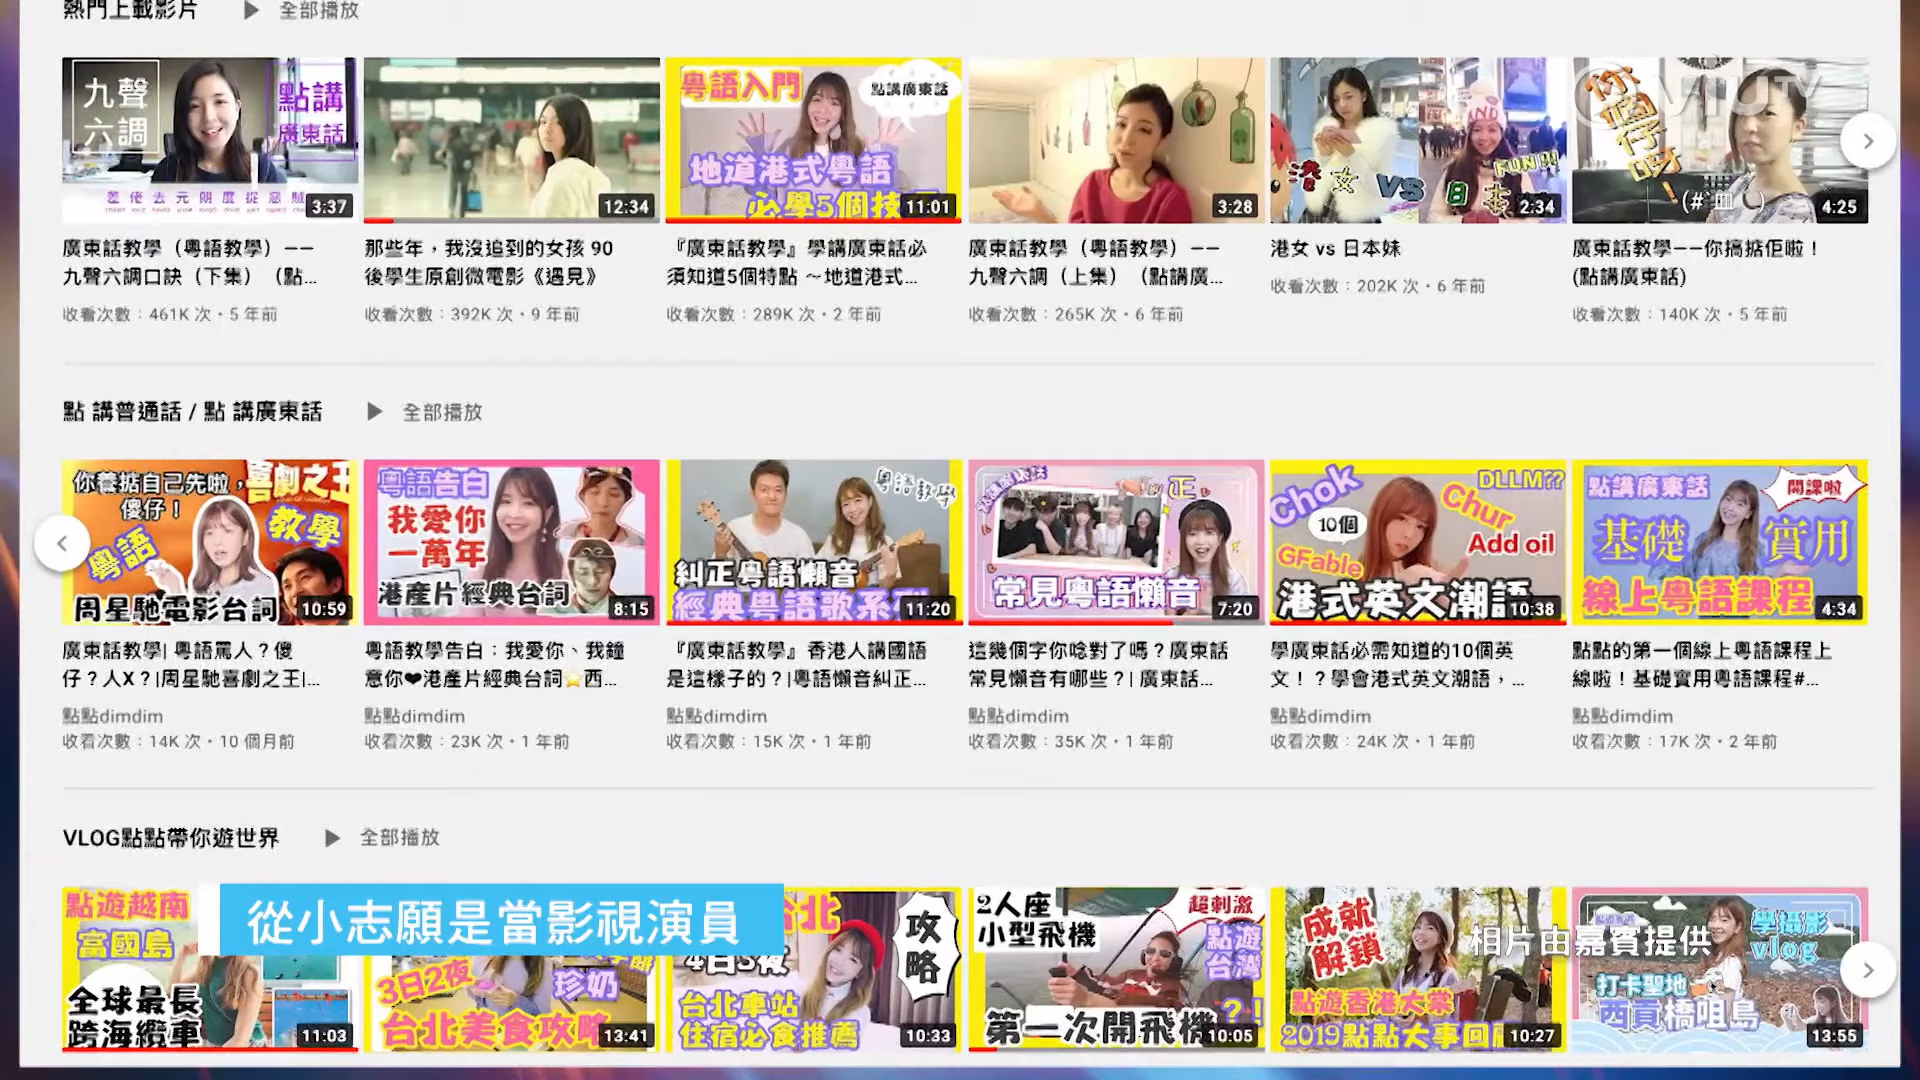 熱門上載影片 ▶ 全部播放
九聲
六調
點講
廣東話
差佬去元朗度捉惡賊
3:37
12:34
粵語入門
點講廣東話
地道港式粵語
必學5個技
11:01
3:28
港女 VS 日本
FUN!!!
2:34
你個仔呀!
VIUTV
4:25
廣東話教學（粵語教學）——
九聲六調口訣（下集）（點...
收看次數：461K 次・5 年前
那些年，我沒追到的女孩 90
後學生原創微電影《遇見》
收看次數：392K 次・9 年前
『廣東話教學』學講廣東話必
須知道5個特點 ～地道港式...
收看次數：289K 次・2 年前
廣東話教學（粵語教學）——
九聲六調（上集）（點講廣...
收看次數：265K 次・6 年前
港女 vs 日本妹
收看次數：202K 次・6 年前
廣東話教學——你搞掂佢啦！
(點講廣東話)
收看次數：140K 次・5 年前
點 講普通話 / 點 講廣東話 ▶ 全部播放
你養掂自己先啦，
傻仔！
喜劇之王
粵語
教學
周星馳電影台詞
10:59
粵語告白
我愛你
一萬年
港產片經典台詞
8:15
粵語教學
糾正粵語懶音
經典粵語歌系列
11:20
正
常見粵語懶音
7:20
Chok
DLLM??
10個
Chur
GFable
Add oil
港式英文潮語
10:38
點講廣東話
開課啦
基礎 實用
線上粵語課程
4:34
廣東話教學| 粵語罵人？傻
仔？人X？|周星馳喜劇之王|...
點點dimdim
收看次數：14K 次・10 個月前
粵語教學告白：我愛你、我鐘
意你❤港產片經典台詞⭐西...
點點dimdim
收看次數：23K 次・1 年前
『廣東話教學』香港人講國語
是這樣子的？|粵語懶音糾正...
點點dimdim
收看次數：15K 次・1 年前
這幾個字你唸對了嗎？廣東話
常見懶音有哪些？| 廣東話...
點點dimdim
收看次數：35K 次・1 年前
學廣東話必需知道的10個英
文！？學會港式英文潮語，...
點點dimdim
收看次數：24K 次・1 年前
點點的第一個線上粵語課程上
線啦！基礎實用粵語課程#...
點點dimdim
收看次數：17K 次・2 年前
VLOG點點帶你遊世界 ▶ 全部播放
點遊越南
富國島
全球最長
跨海纜車
11:03
從小志願是當影視演員
3日2夜
珍奶
台北美食攻略
13:41
台北
攻略
台北車站
住宿必食推薦
10:33
2人座
小型飛機
超刺激
點遊
台灣
?!
第一次開飛機
10:05
成就
解鎖
點遊香港大棠
2019點點大事回
10:27
相片由嘉賓提供
學攝影
vlog
打卡聖地
西貢橋咀島
13:55